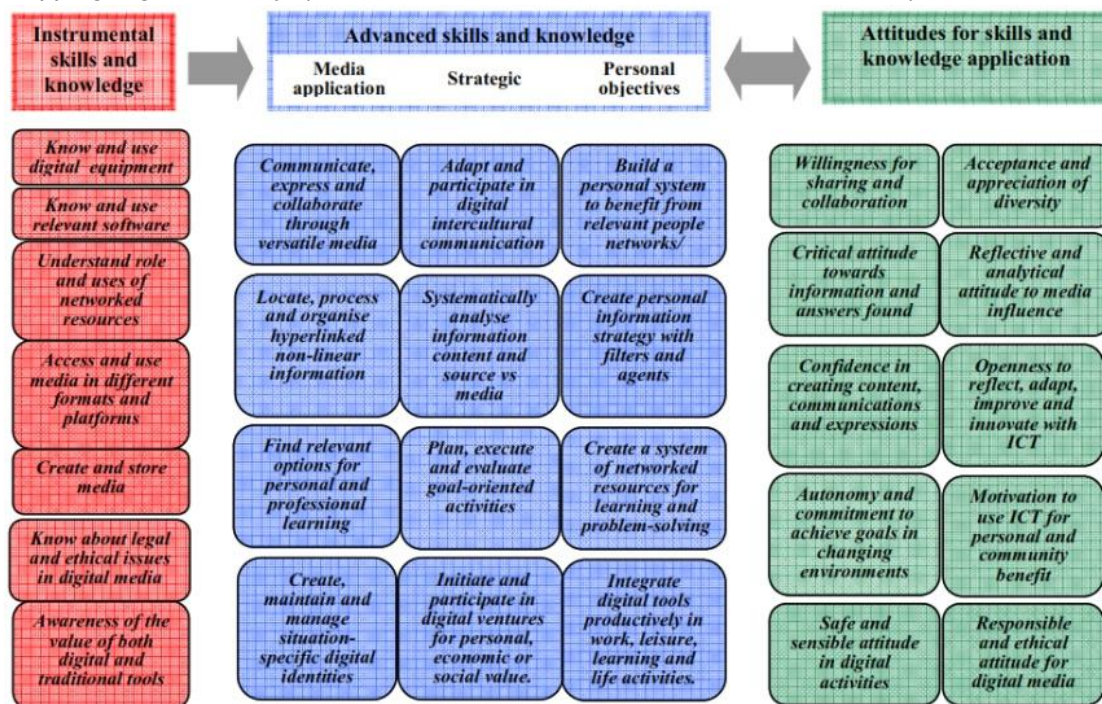 Instrumental
skills and
knowledge
Advanced skills and knowledge
Media
application
Strategic
Personal
objectives
Attitudes for skills and
knowledge application
Know and use
digital equipment
Know and use
relevant software
Understand role
and uses of
networked
resources
Access and use
media in different
formats and
platforms
Create and store
media
Know about legal
and ethical issues
in digital media
Awareness of the
value of both
digital and
traditional tools
Communicate,
express and
collaborate
through
versatile media
Adapt and
participate in
digital
intercultural
communication
Build a
personal system
to benefit from
relevant people
networks/
Locate, process
and organise
hyperlinked
non-linear
information
Systematically
analyse
information
content and
source vs
media
Create personal
information
strategy with
filters and
agents
Find relevant
options for
personal and
professional
learning
Plan, execute
and evaluate
goal-oriented
activities
Create a system
of networked
resources for
learning and
problem-solving
Create,
maintain and
manage
situation-
specific digital
identities
Initiate and
participate in
digital ventures
for personal,
economic or
social value.
Integrate
digital tools
productively in
work, leisure,
learning and
life activities.
Willingness for
sharing and
collaboration
Acceptance and
appreciation of
diversity
Critical attitude
towards
information and
answers found
Reflective and
analytical
attitude to media
influence
Confidence in
creating content,
communications
and expressions
Openness to
reflect, adapt,
improve and
innovate with
ICT
Autonomy and
commitment to
achieve goals in
changing
environments
Motivation to
use ICT for
personal and
community
benefit
Safe and
sensible attitude
in digital
activities
Responsible
and ethical
attitude for
digital media